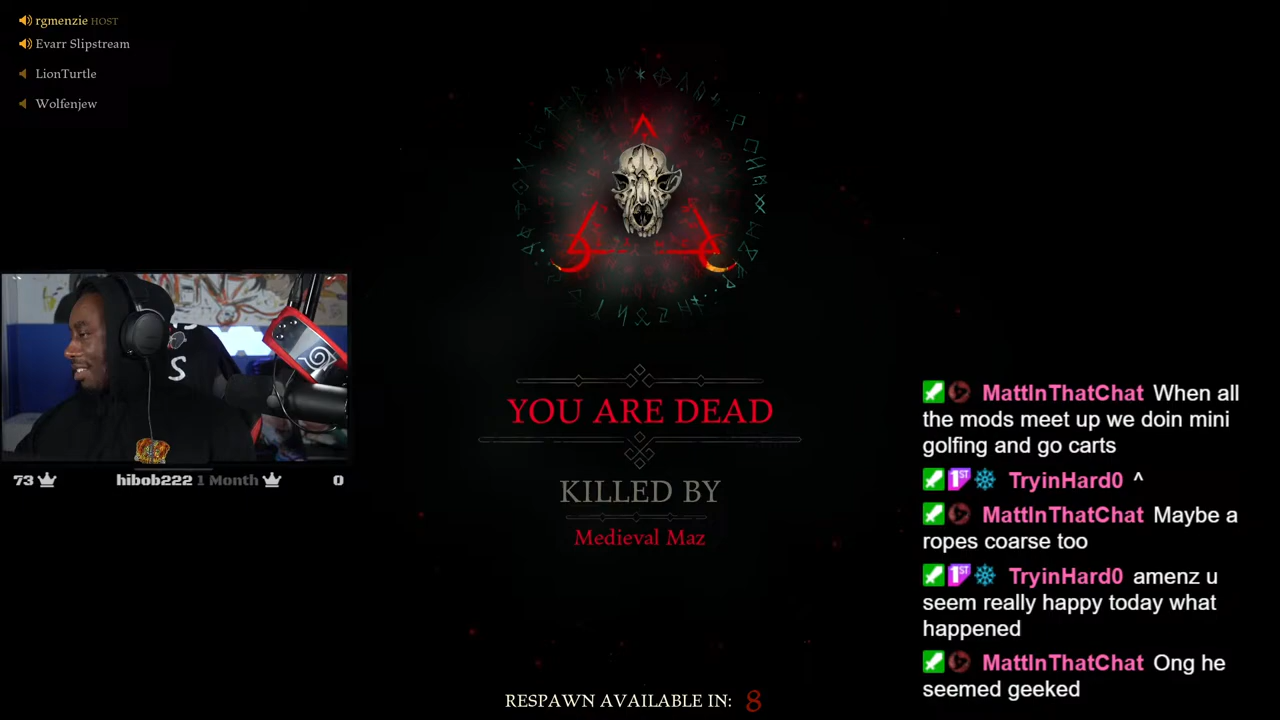 rgmenzie HOST
Evarr Slipstream
LionTurtle
Wolfenjew
S
YOU ARE DEAD
KILLED BY
Medieval Maz
RESPAWN AVAILABLE IN: 8
73
hibob222 1 Month
0
MattInThatChat When all
the mods meet up we doin mini
golfing and go carts
1ST TryinHard0 ^
MattInThatChat Maybe a
ropes coarse too
1ST TryinHard0 amenz u
seem really happy today what
happened
MattInThatChat Ong he
seemed geeked